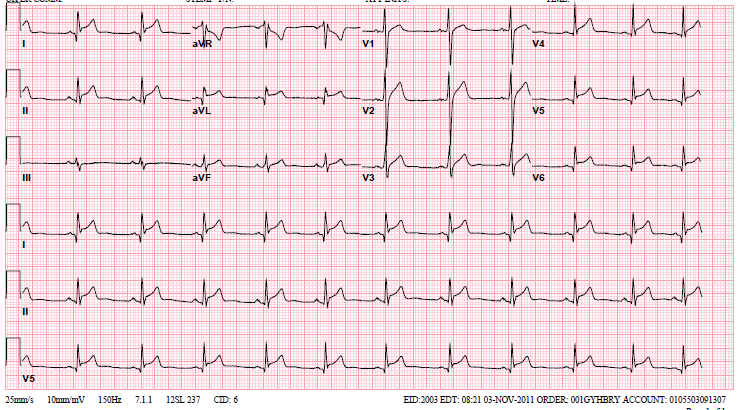 I aVR V1 V4
II aVL V2 V5
III aVF V3 V6
I
II
V5
25mm/s 10mm/mV 150Hz 7.1.1 12SL 237 CID: 6 EID:2003 EDT: 08:21 03-NOV-2011 ORDER: 001GYHBRY ACCOUNT: 0105503091307